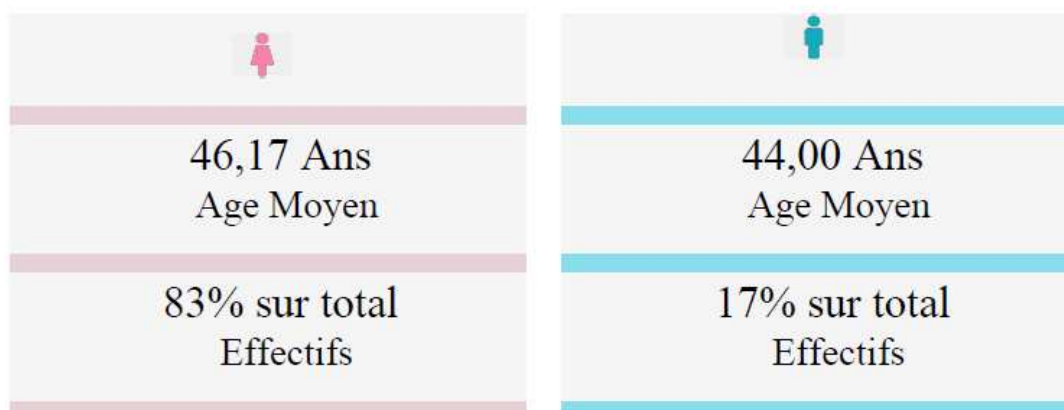 46,17 Ans
Age Moyen
83% sur total
Effectifs
44,00 Ans
Age Moyen
17% sur total
Effectifs